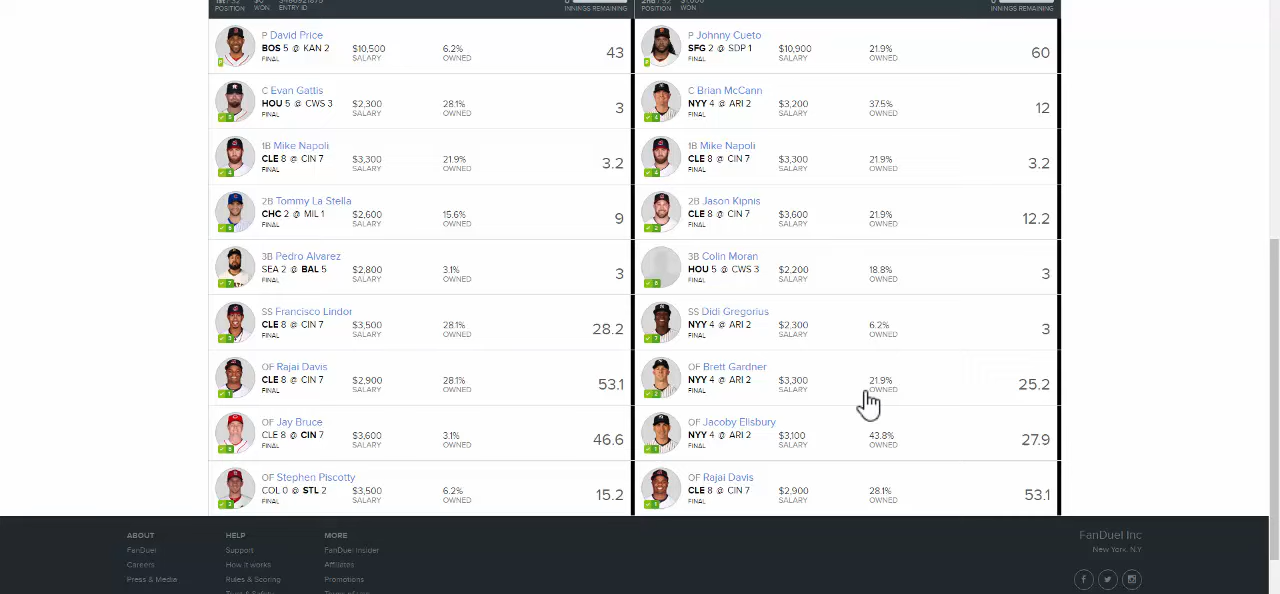 POSITION WON ENTRY ID INNINGS REMAINING
POSITION WON INNINGS REMAINING
P David Price
BOS 5 @ KAN 2 $10,500 6.2% 43
FINAL SALARY OWNED
P Johnny Cueto
SFG 2 @ SDP 1 $10,900 21.9% 60
FINAL SALARY OWNED
C Evan Gattis
HOU 5 @ CWS 3 $2,300 28.1% 3
FINAL SALARY OWNED
C Brian McCann
NYY 4 @ ARI 2 $3,200 37.5% 12
FINAL SALARY OWNED
1B Mike Napoli
CLE 8 @ CIN 7 $3,300 21.9% 3.2
FINAL SALARY OWNED
1B Mike Napoli
CLE 8 @ CIN 7 $3,300 21.9% 3.2
FINAL SALARY OWNED
2B Tommy La Stella
CHC 2 @ MIL 1 $2,600 15.6% 9
FINAL SALARY OWNED
2B Jason Kipnis
CLE 8 @ CIN 7 $3,600 21.9% 12.2
FINAL SALARY OWNED
3B Pedro Alvarez
SEA 2 @ BAL 5 $2,800 3.1% 3
FINAL SALARY OWNED
3B Colin Moran
HOU 5 @ CWS 3 $2,200 18.8% 3
FINAL SALARY OWNED
SS Francisco Lindor
CLE 8 @ CIN 7 $3,500 28.1% 28.2
FINAL SALARY OWNED
SS Didi Gregorius
NYY 4 @ ARI 2 $2,300 6.2% 3
FINAL SALARY OWNED
OF Rajai Davis
CLE 8 @ CIN 7 $2,900 28.1% 53.1
FINAL SALARY OWNED
OF Brett Gardner
NYY 4 @ ARI 2 $3,300 21.9% 25.2
FINAL SALARY OWNED
OF Jay Bruce
CLE 8 @ CIN 7 $3,600 3.1% 46.6
FINAL SALARY OWNED
OF Jacoby Ellsbury
NYY 4 @ ARI 2 $3,100 43.8% 27.9
FINAL SALARY OWNED
OF Stephen Piscotty
COL 0 @ STL 2 $3,500 6.2% 15.2
FINAL SALARY OWNED
OF Rajai Davis
CLE 8 @ CIN 7 $2,900 28.1% 53.1
FINAL SALARY OWNED
ABOUT HELP MORE FanDuel Inc
FanDuel Support FanDuel Insider New York, N.Y
Careers How it works Affiliates
Press & Media Rules & Scoring Promotions